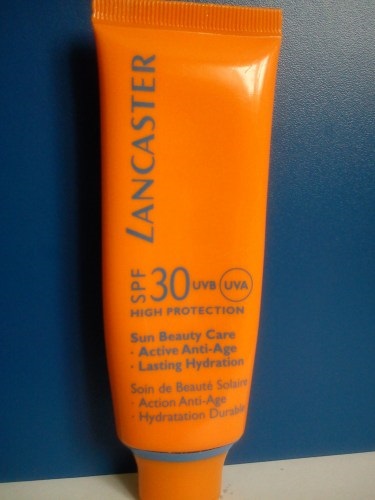 LANCASTER
SPF 30 UVB UVA
HIGH PROTECTION
Sun Beauty Care
· Active Anti-Age
· Lasting Hydration
Soin de Beauté Solaire
· Action Anti-Age
· Hydratation Durable